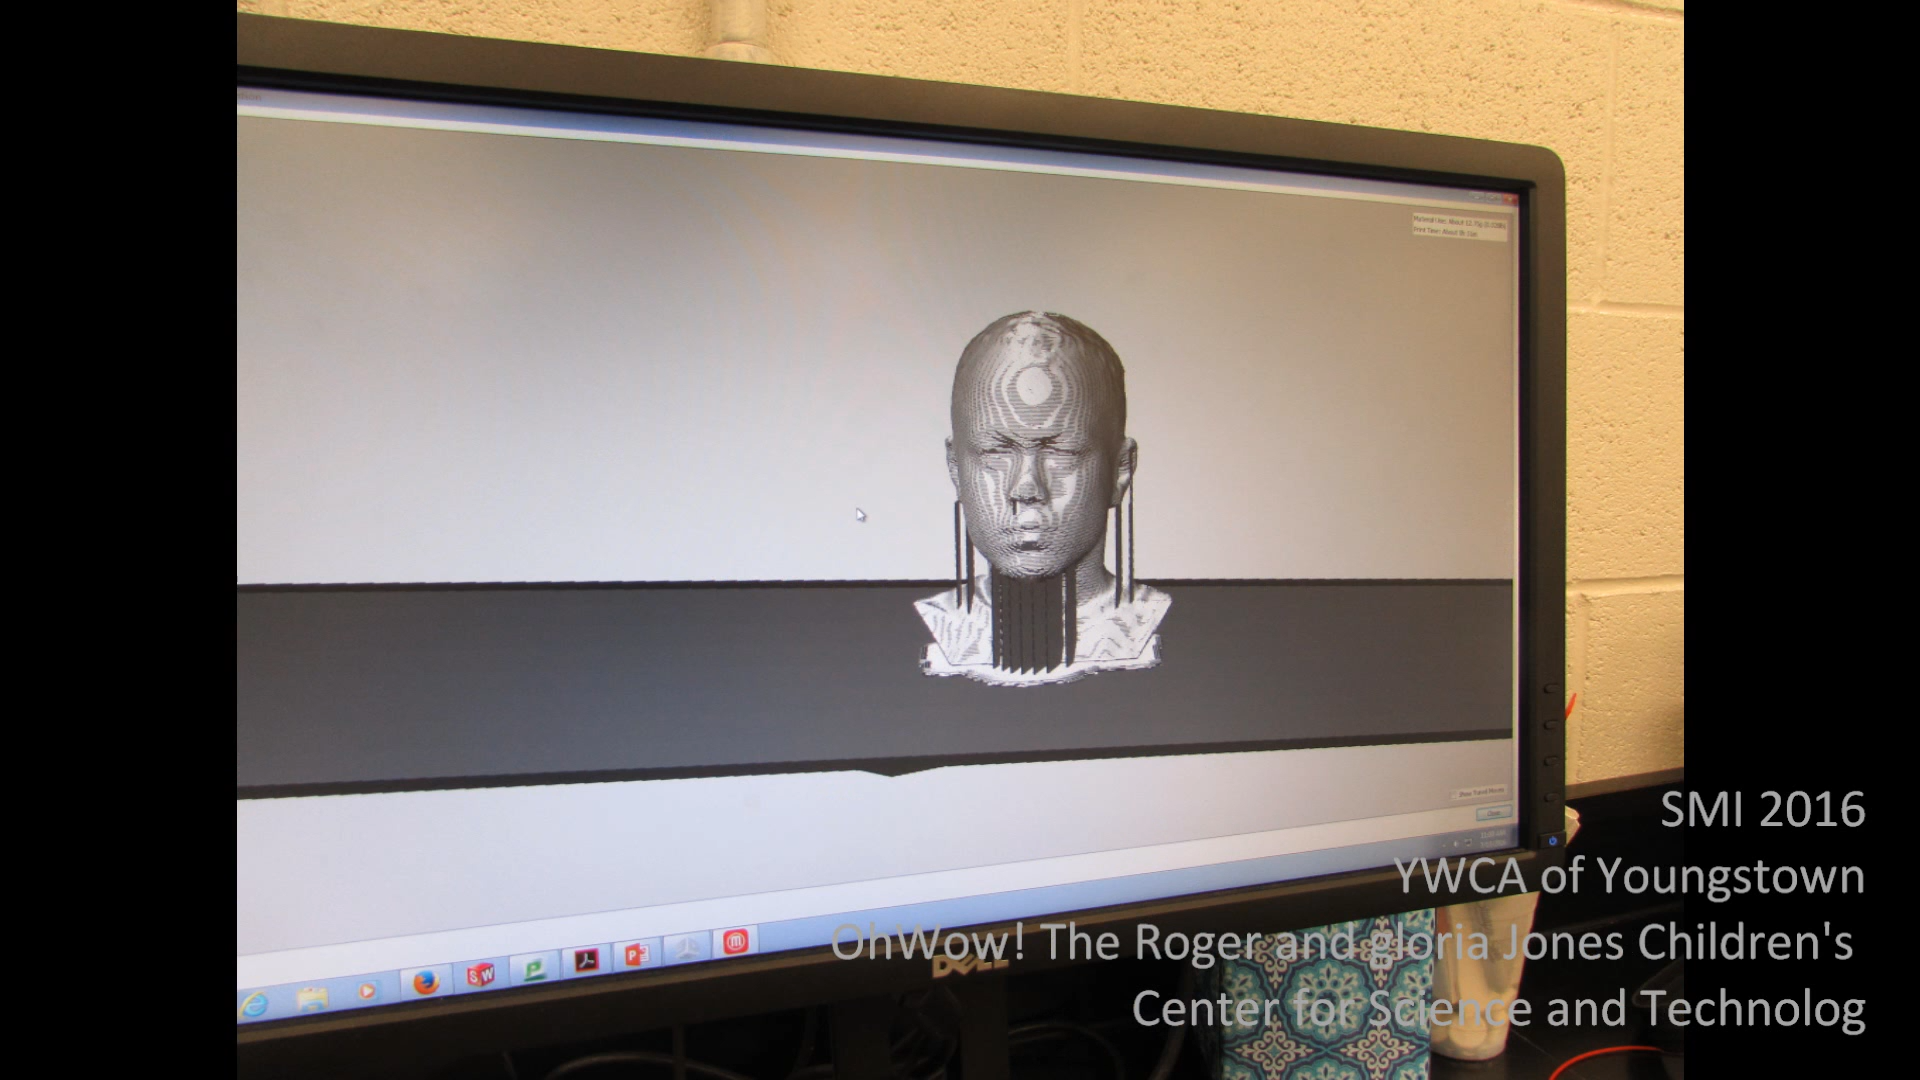 SMI 2016
YWCA of Youngstown
OhWow! The Roger and gloria Jones Children's
Center for Science and Technolog
DELL